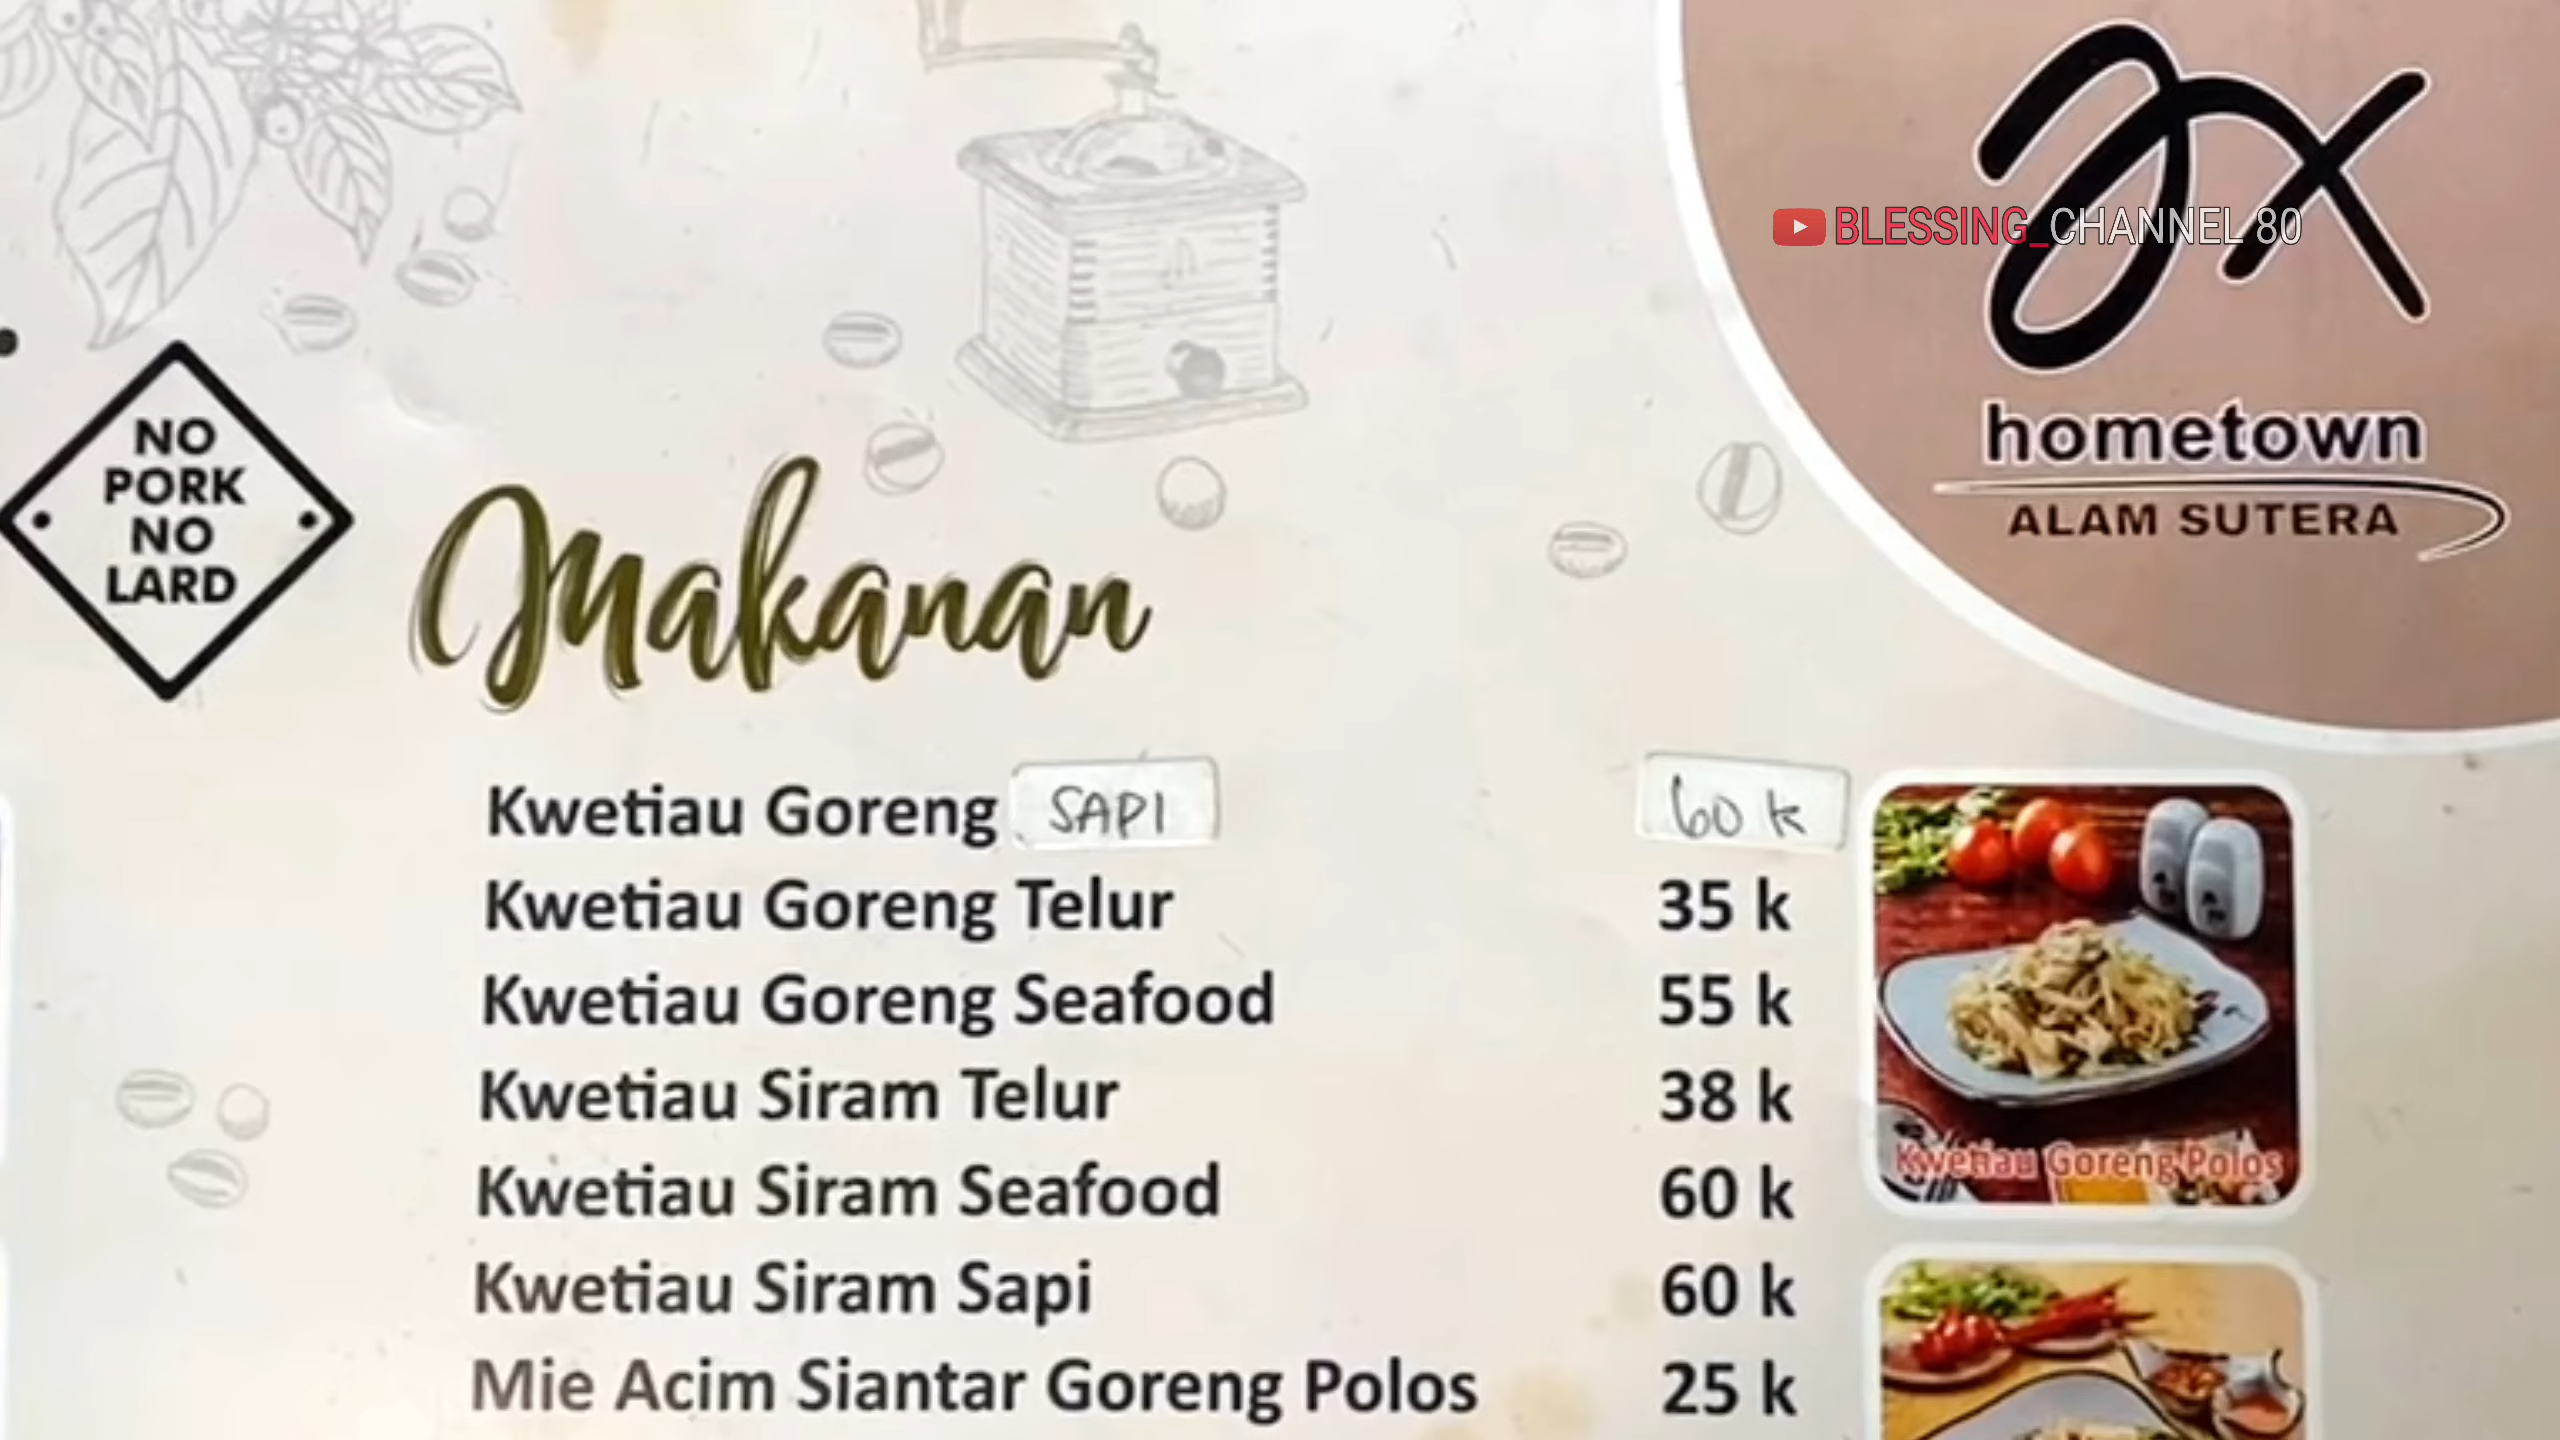 BLESSING_CHANNEL 80
hometown
ALAM SUTERA
NO
PORK
NO
LARD
Makanan
Kwetiau Goreng SAPI 60 k
Kwetiau Goreng Telur 35 k
Kwetiau Goreng Seafood 55 k
Kwetiau Siram Telur 38 k
Kwetiau Siram Seafood 60 k
Kwetiau Siram Sapi 60 k
Mie Acim Siantar Goreng Polos 25 k
Kwetiau Goreng Polos